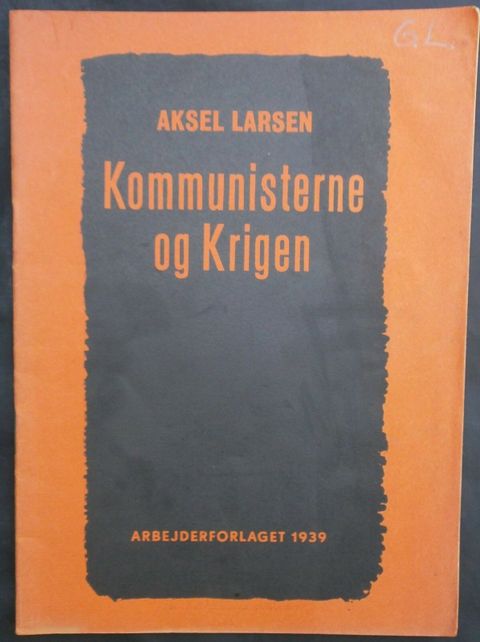 G.L.
AKSEL LARSEN
Kommunisterne
og Krigen
ARBEJDERFORLAGET 1939